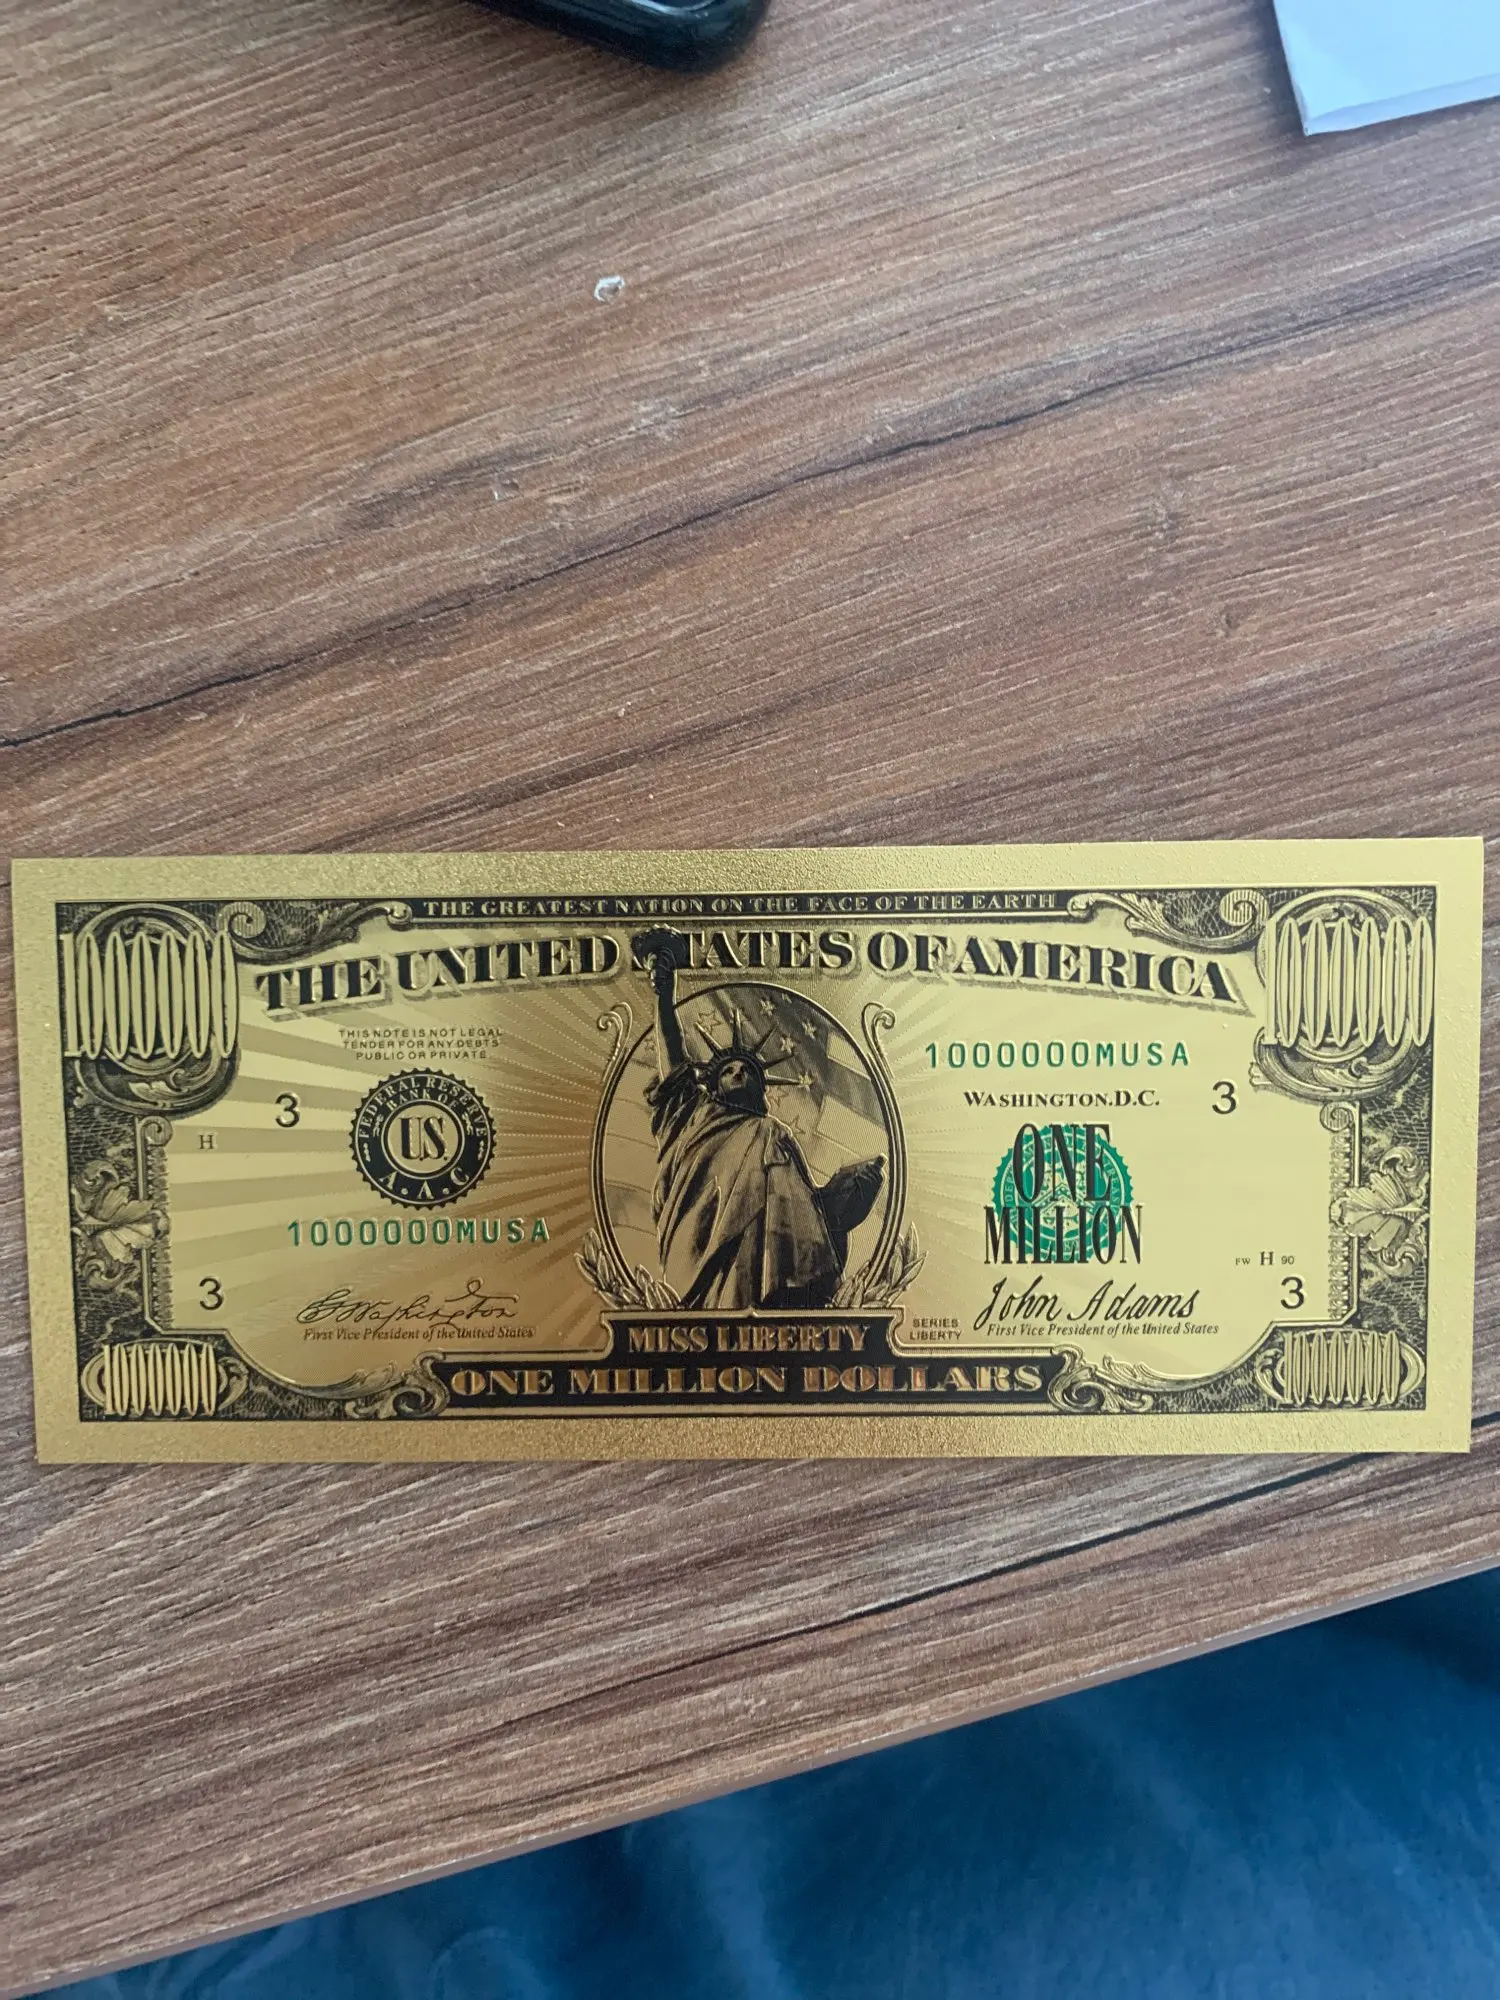 THE GREATEST NATION ON THE FACE OF THE EARTH
1000000
1000000
THE UNITED STATES OF AMERICA
THIS NOTE IS NOT LEGAL
TENDER FOR ANY DEBTS
PUBLIC OR PRIVATE
1000000MUSA
WASHINGTON.D.C.
3
3
H
FEDERAL RESERVE
BANK OF
U.S.
A.A.C
ONE
MILLION
1000000MUSA
FW H 90
3
3
G Washington
First Vice President of the United States
John Adams
First Vice President of the United States
SERIES
LIBERTY
MISS LIBERTY
1000000
ONE MILLION DOLLARS
1000000